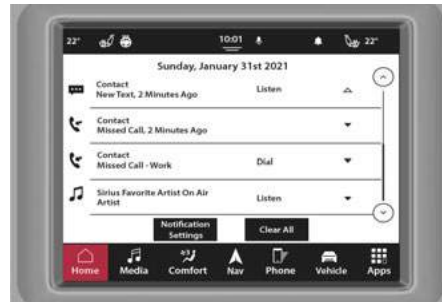 22° 10:01 22°
Sunday, January 31st 2021
Contact
New Text, 2 Minutes Ago
Listen
Contact
Missed Call, 2 Minutes Ago
Contact
Missed Call - Work
Dial
Sirius Favorite Artist On Air
Artist
Listen
Notification
Settings
Clear All
Home Media Comfort Nav Phone Vehicle Apps